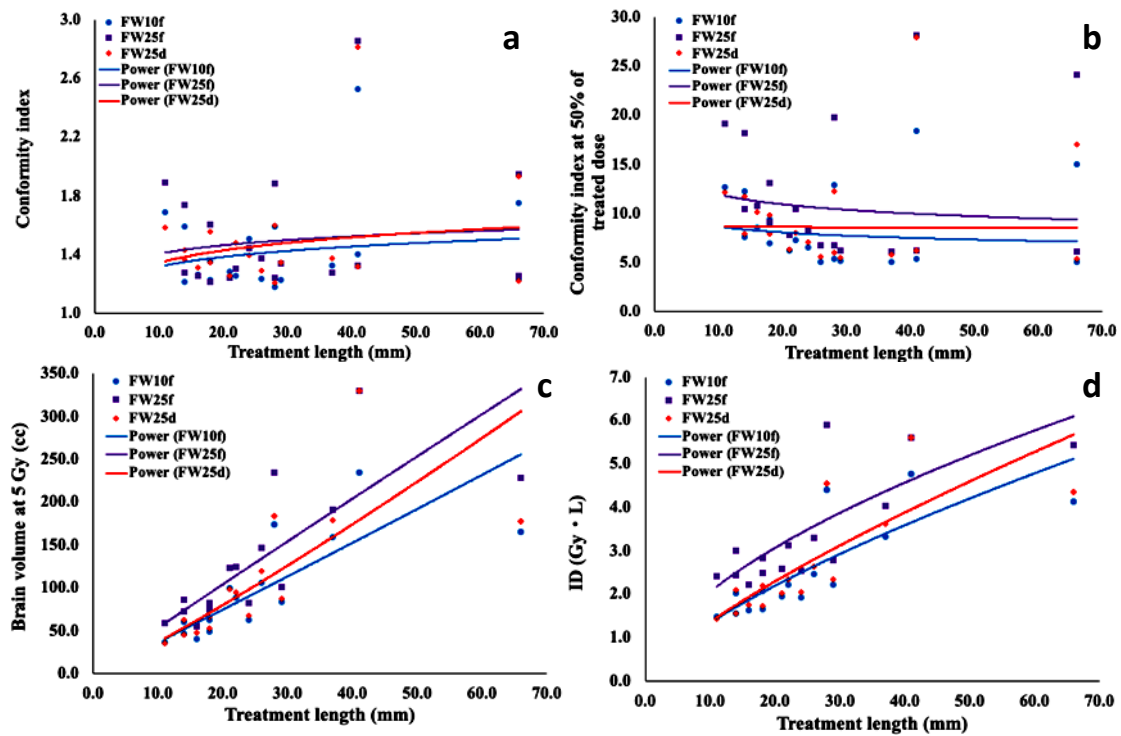 a
FW10f
FW25f
FW25d
Power (FW10f)
Power (FW25f)
Power (FW25d)
Conformity index
3.0
2.6
2.2
1.8
1.4
1.0
0.0 10.0 20.0 30.0 40.0 50.0 60.0 70.0
Treatment length (mm)
b
FW10f
FW25f
FW25d
Power (FW10f)
Power (FW25f)
Power (FW25d)
Conformity index at 50% of
treated dose
30.0
25.0
20.0
15.0
10.0
5.0
0.0
0.0 10.0 20.0 30.0 40.0 50.0 60.0 70.0
Treatment length (mm)
c
FW10f
FW25f
FW25d
Power (FW10f)
Power (FW25f)
Power (FW25d)
Brain volume at 5 Gy (cc)
350.0
300.0
250.0
200.0
150.0
100.0
50.0
0.0
0.0 10.0 20.0 30.0 40.0 50.0 60.0 70.0
Treatment length (mm)
d
FW10f
FW25f
FW25d
Power (FW10f)
Power (FW25f)
Power (FW25d)
ID (Gy · L)
7.0
6.0
5.0
4.0
3.0
2.0
1.0
0.0
0.0 10.0 20.0 30.0 40.0 50.0 60.0 70.0
Treatment length (mm)